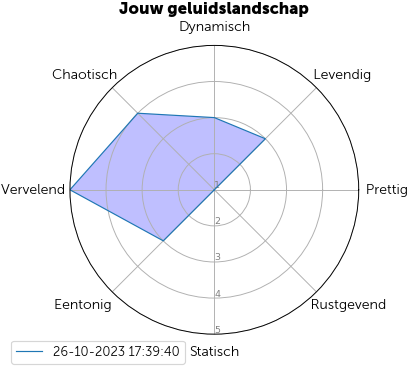 Jouw geluidslandschap
Dynamisch
Chaotisch
Levendig
Vervelend
1
Prettig
2
3
Eentonig
4
Rustgevend
5
26-10-2023 17:39:40
Statisch